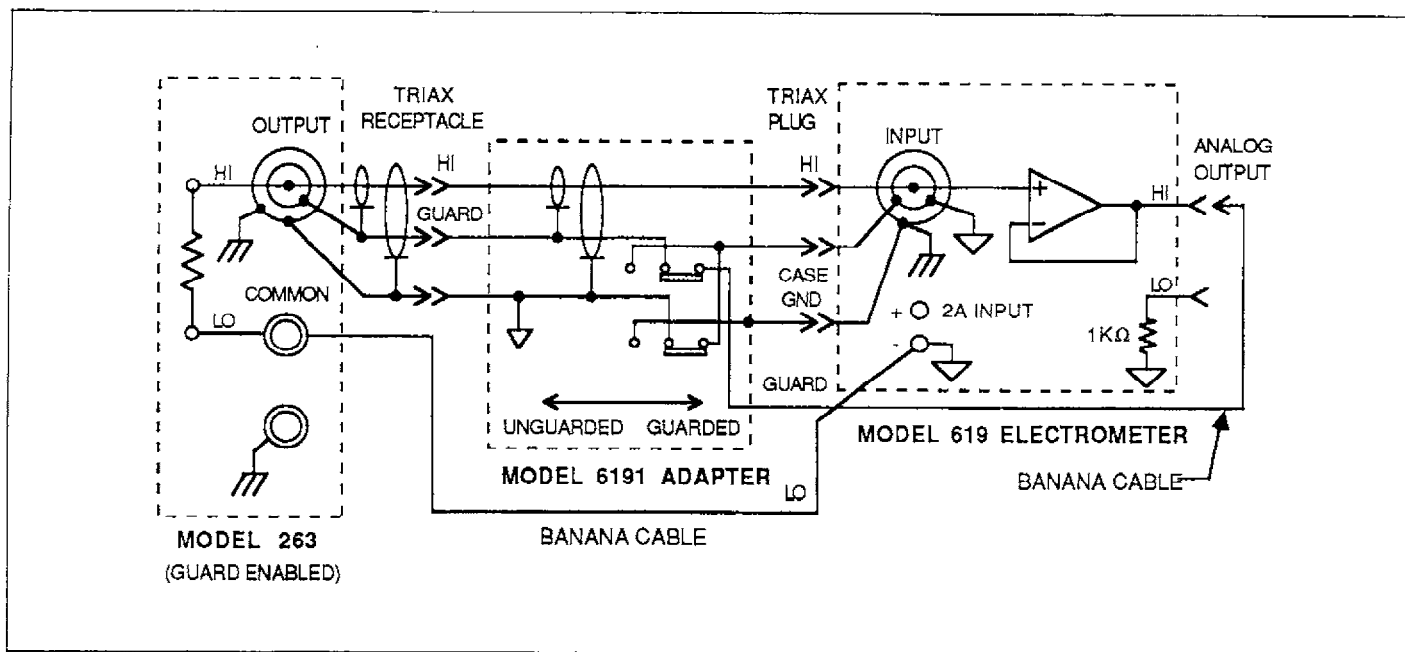 TRIAX
RECEPTACLE
TRIAX
PLUG
OUTPUT
INPUT
ANALOG
OUTPUT
HI
HI
HI
HI
GUARD
+
-
CASE
GND
COMMON
LO
LO
+ 2A INPUT
-
1KΩ
GUARD
UNGUARDED GUARDED
MODEL 619 ELECTROMETER
MODEL 6191 ADAPTER
BANANA CABLE
LO
BANANA CABLE
MODEL 263
(GUARD ENABLED)